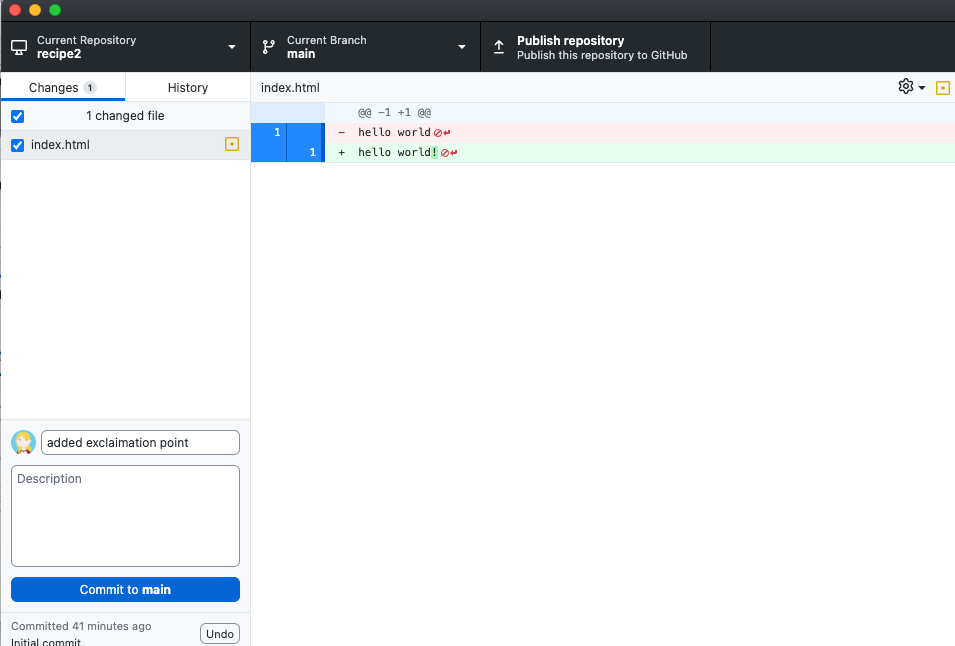 Current Repository
recipe2
Current Branch
main
Publish repository
Publish this repository to GitHub
Changes 1
History
1 changed file
index.html
index.html
@@ -1 +1 @@
1 - hello world
1 + hello world!
added exclaimation point
Description
Commit to main
Committed 41 minutes ago
Initial commit
Undo